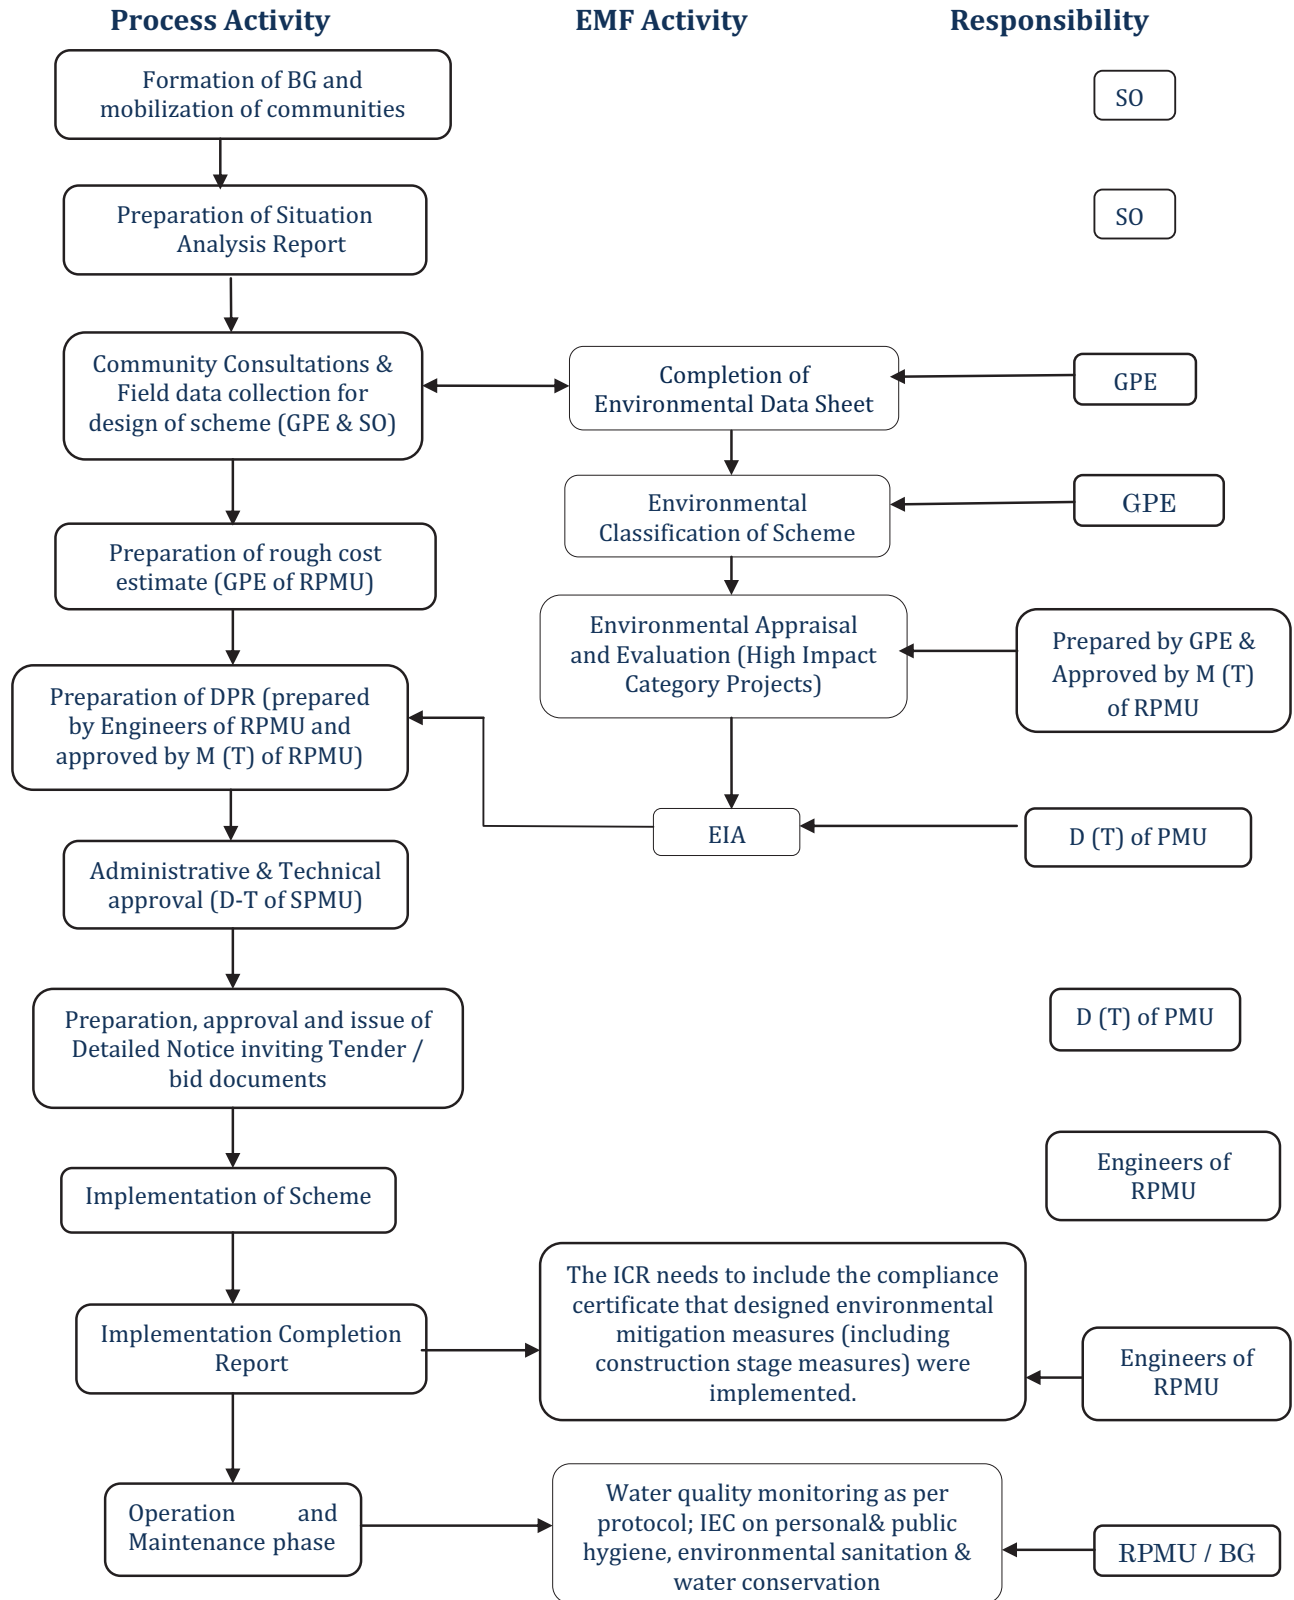 Process Activity
EMF Activity
Responsibility
Formation of BG and
mobilization of communities
SO
Preparation of Situation
Analysis Report
SO
Community Consultations &
Field data collection for
design of scheme (GPE & SO)
Completion of
Environmental Data Sheet
GPE
Environmental
Classification of Scheme
GPE
Preparation of rough cost
estimate (GPE of RPMU)
Environmental Appraisal
and Evaluation (High Impact
Category Projects)
Prepared by GPE &
Approved by M (T)
of RPMU
Preparation of DPR (prepared
by Engineers of RPMU and
approved by M (T) of RPMU)
EIA
D (T) of PMU
Administrative & Technical
approval (D-T of SPMU)
Preparation, approval and issue of
Detailed Notice inviting Tender /
bid documents
D (T) of PMU
Implementation of Scheme
Engineers of
RPMU
Implementation Completion
Report
The ICR needs to include the compliance
certificate that designed environmental
mitigation measures (including
construction stage measures) were
implemented.
Engineers of
RPMU
Operation and
Maintenance phase
Water quality monitoring as per
protocol; IEC on personal& public
hygiene, environmental sanitation &
water conservation
RPMU / BG